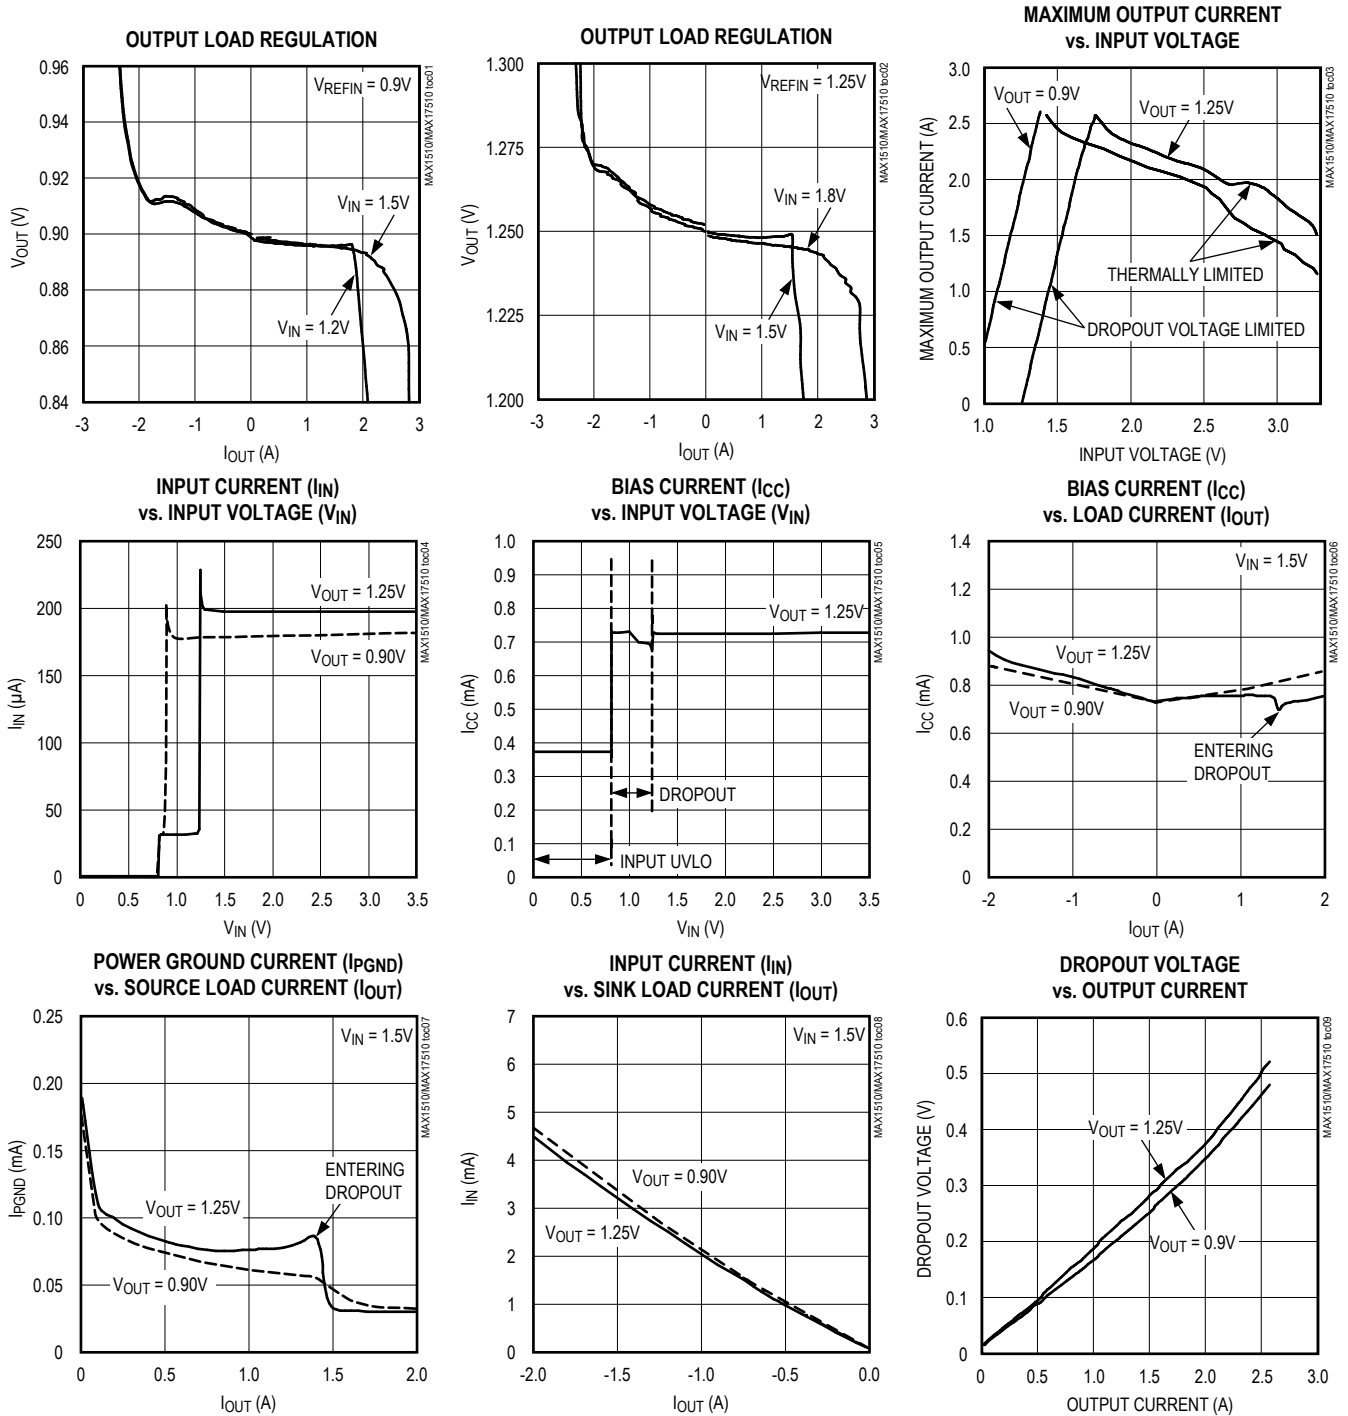 OUTPUT LOAD REGULATION
0.96
0.94
0.92
0.90
0.88
0.86
0.84
-3 -2 -1 0 1 2 3
VOUT (V)
IOUT (A)
VREFIN = 0.9V
VIN = 1.5V
VIN = 1.2V
MAX1510/MAX17510 toc01
OUTPUT LOAD REGULATION
1.300
1.275
1.250
1.225
1.200
-3 -2 -1 0 1 2 3
VOUT (V)
IOUT (A)
VREFIN = 1.25V
VIN = 1.8V
VIN = 1.5V
MAX1510/MAX17510 toc02
MAXIMUM OUTPUT CURRENT
vs. INPUT VOLTAGE
3.0
2.5
2.0
1.5
1.0
0.5
0
1.0 1.5 2.0 2.5 3.0
MAXIMUM OUTPUT CURRENT (A)
INPUT VOLTAGE (V)
VOUT = 0.9V
VOUT = 1.25V
THERMALLY LIMITED
DROPOUT VOLTAGE LIMITED
MAX1510/MAX17510 toc03
INPUT CURRENT (IIN)
vs. INPUT VOLTAGE (VIN)
250
200
150
100
50
0
0 0.5 1.0 1.5 2.0 2.5 3.0 3.5
IIN (µA)
VIN (V)
VOUT = 1.25V
VOUT = 0.90V
MAX1510/MAX17510 toc04
BIAS CURRENT (ICC)
vs. INPUT VOLTAGE (VIN)
1.0
0.9
0.8
0.7
0.6
0.5
0.4
0.3
0.2
0.1
0
0 0.5 1.0 1.5 2.0 2.5 3.0 3.5
ICC (mA)
VIN (V)
VOUT = 1.25V
DROPOUT
INPUT UVLO
MAX1510/MAX17510 toc05
BIAS CURRENT (ICC)
vs. LOAD CURRENT (IOUT)
1.4
1.2
1.0
0.8
0.6
0.4
0.2
0
-2 -1 0 1 2
ICC (mA)
IOUT (A)
VIN = 1.5V
VOUT = 1.25V
VOUT = 0.90V
ENTERING
DROPOUT
MAX1510/MAX17510 toc06
POWER GROUND CURRENT (IPGND)
vs. SOURCE LOAD CURRENT (IOUT)
0.25
0.20
0.15
0.10
0.05
0
0 0.5 1.0 1.5 2.0
IPGND (mA)
IOUT (A)
VIN = 1.5V
ENTERING
DROPOUT
VOUT = 1.25V
VOUT = 0.90V
MAX1510/MAX17510 toc07
INPUT CURRENT (IIN)
vs. SINK LOAD CURRENT (IOUT)
7
6
5
4
3
2
1
0
-2.0 -1.5 -1.0 -0.5 0.0
IIN (mA)
IOUT (A)
VIN = 1.5V
VOUT = 0.90V
VOUT = 1.25V
MAX1510/MAX17510 toc08
DROPOUT VOLTAGE
vs. OUTPUT CURRENT
0.6
0.5
0.4
0.3
0.2
0.1
0
0 0.5 1.0 1.5 2.0 2.5 3.0
DROPOUT VOLTAGE (V)
OUTPUT CURRENT (A)
VOUT = 1.25V
VOUT = 0.9V
MAX1510/MAX17510 toc09